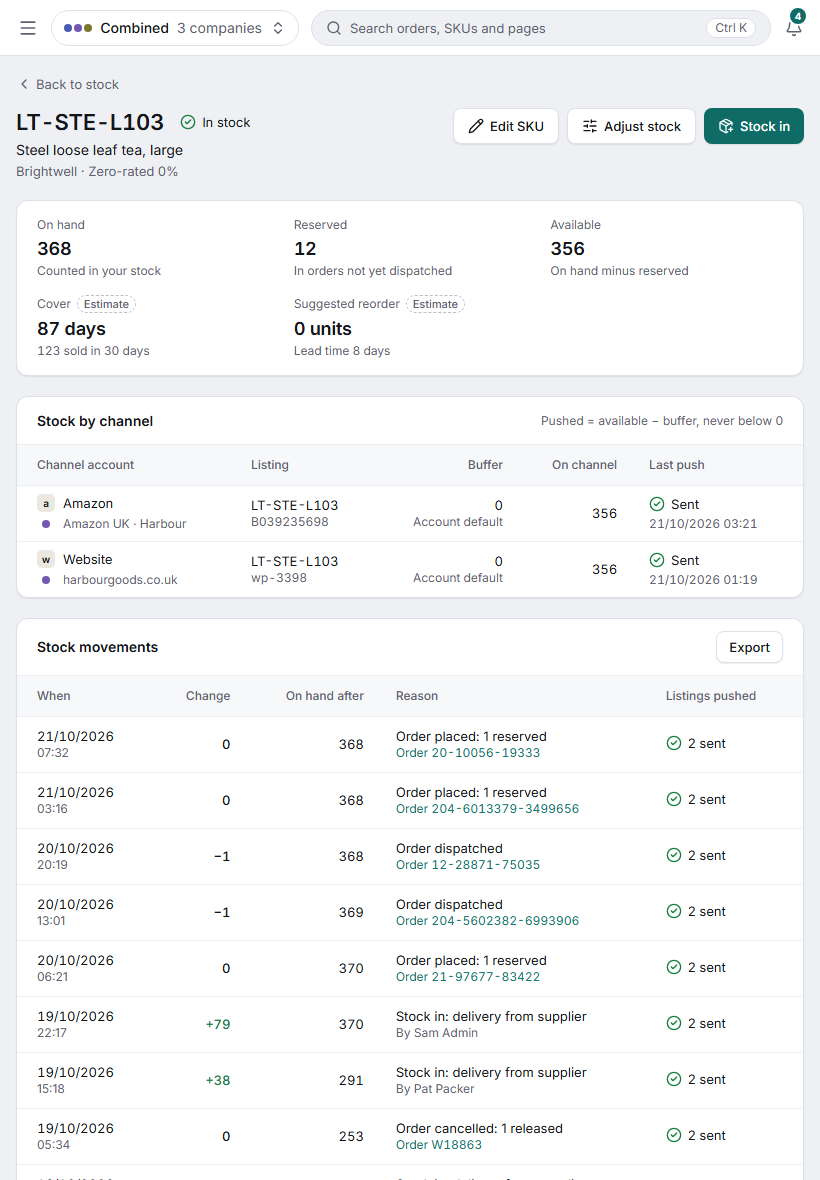 Combined 3 companies
Search orders, SKUs and pages
Ctrl K
4
Back to stock
LT-STE-L103
In stock
Edit SKU
Adjust stock
Stock in
Steel loose leaf tea, large
Brightwell · Zero-rated 0%
On hand
Reserved
Available
368
12
356
Counted in your stock
In orders not yet dispatched
On hand minus reserved
Cover Estimate
Suggested reorder Estimate
87 days
0 units
123 sold in 30 days
Lead time 8 days
Stock by channel
Pushed = available − buffer, never below 0
Channel account Listing Buffer On channel Last push
a Amazon LT-STE-L103 0 356 Sent
Amazon UK · Harbour B039235698 Account default 21/10/2026 03:21
w Website LT-STE-L103 0 356 Sent
harbourgoods.co.uk wp-3398 Account default 21/10/2026 01:19
Stock movements
Export
When Change On hand after Reason Listings pushed
21/10/2026 0 368 Order placed: 1 reserved 2 sent
07:32 Order 20-10056-19333
21/10/2026 0 368 Order placed: 1 reserved 2 sent
03:16 Order 204-6013379-3499656
20/10/2026 −1 368 Order dispatched 2 sent
20:19 Order 12-28871-75035
20/10/2026 −1 369 Order dispatched 2 sent
13:01 Order 204-5602382-6993906
20/10/2026 0 370 Order placed: 1 reserved 2 sent
06:21 Order 21-97677-83422
19/10/2026 +79 370 Stock in: delivery from supplier 2 sent
22:17 By Sam Admin
19/10/2026 +38 291 Stock in: delivery from supplier 2 sent
15:18 By Pat Packer
19/10/2026 0 253 Order cancelled: 1 released 2 sent
05:34 Order W18863